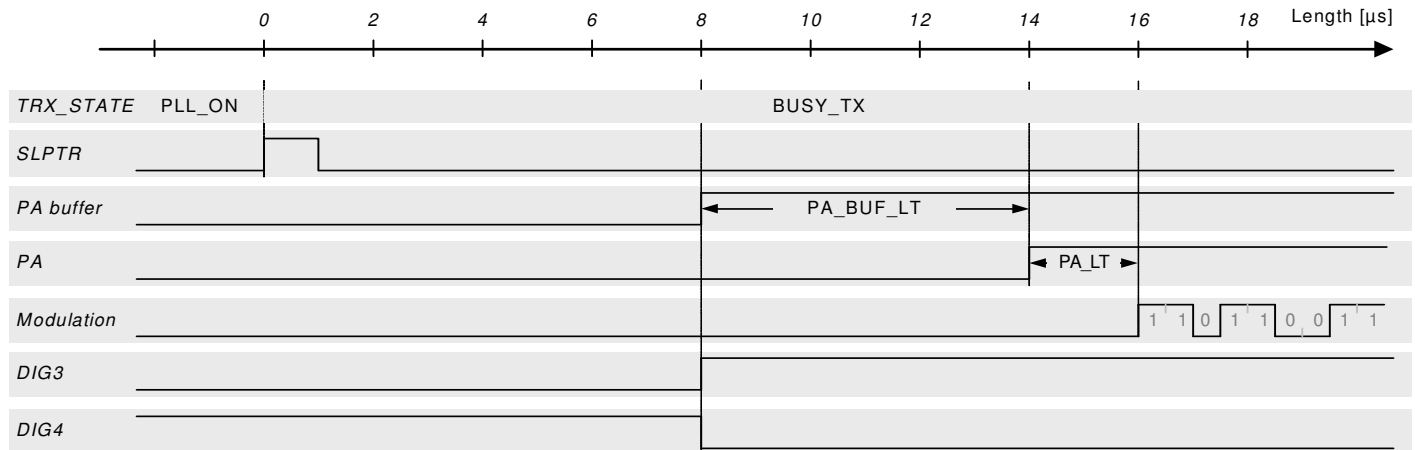 0 2 4 6 8 10 12 14 16 18 Length [µs]
TRX_STATE PLL_ON BUSY_TX
SLPTR
PA buffer PA_BUF_LT
PA PA_LT
Modulation 1 1 0 1 1 0 0 1 1
DIG3
DIG4